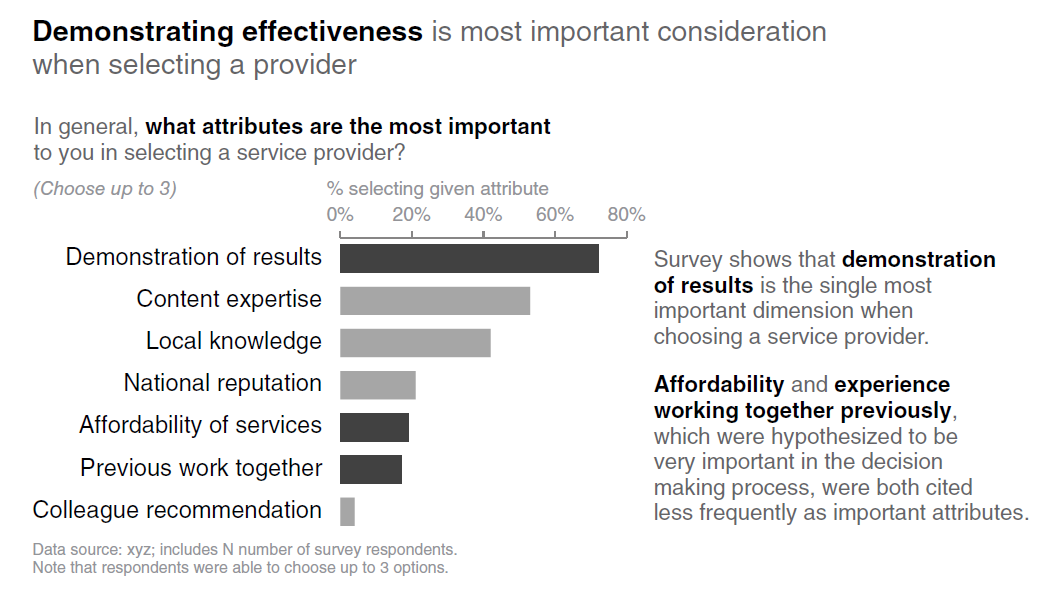 Demonstrating effectiveness is most important consideration
when selecting a provider
In general, what attributes are the most important
to you in selecting a service provider?
(Choose up to 3)
% selecting given attribute
0% 20% 40% 60% 80%
Demonstration of results
Content expertise
Local knowledge
National reputation
Affordability of services
Previous work together
Colleague recommendation
Survey shows that demonstration
of results is the single most
important dimension when
choosing a service provider.
Affordability and experience
working together previously,
which were hypothesized to be
very important in the decision
making process, were both cited
less frequently as important attributes.
Data source: xyz; includes N number of survey respondents.
Note that respondents were able to choose up to 3 options.